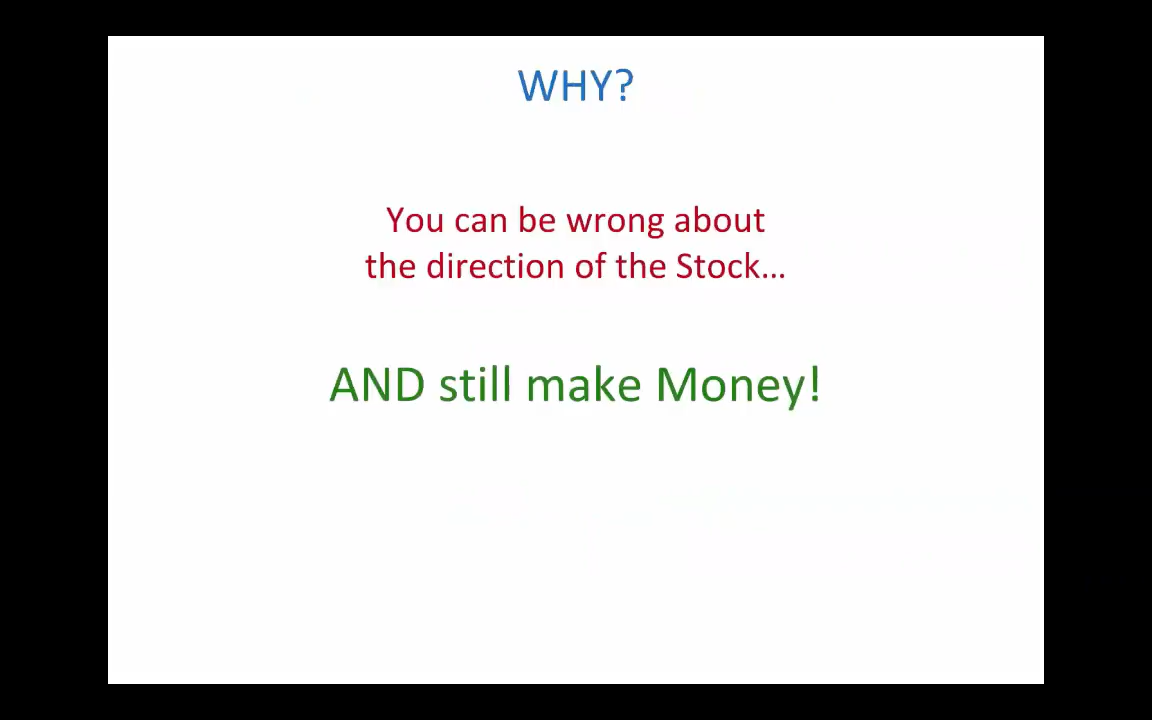 WHY?
You can be wrong about
the direction of the Stock…
AND still make Money!